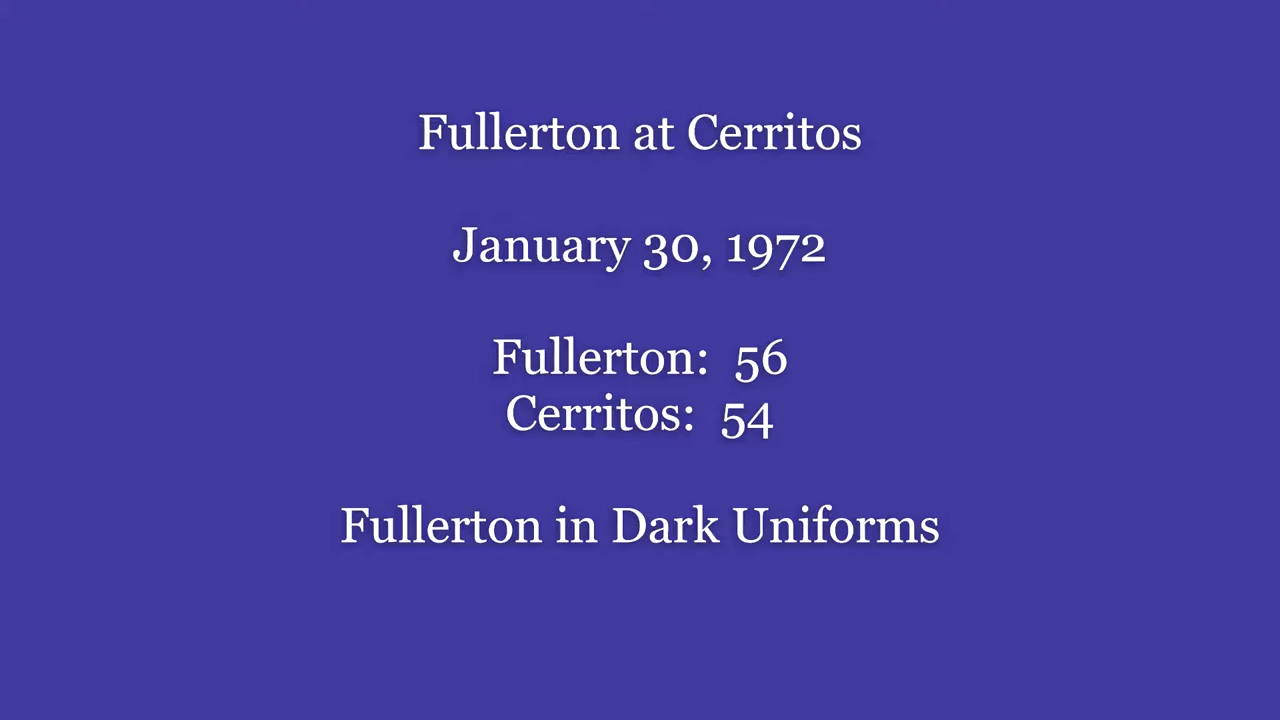 Fullerton at Cerritos
January 30, 1972
Fullerton: 56
Cerritos: 54
Fullerton in Dark Uniforms